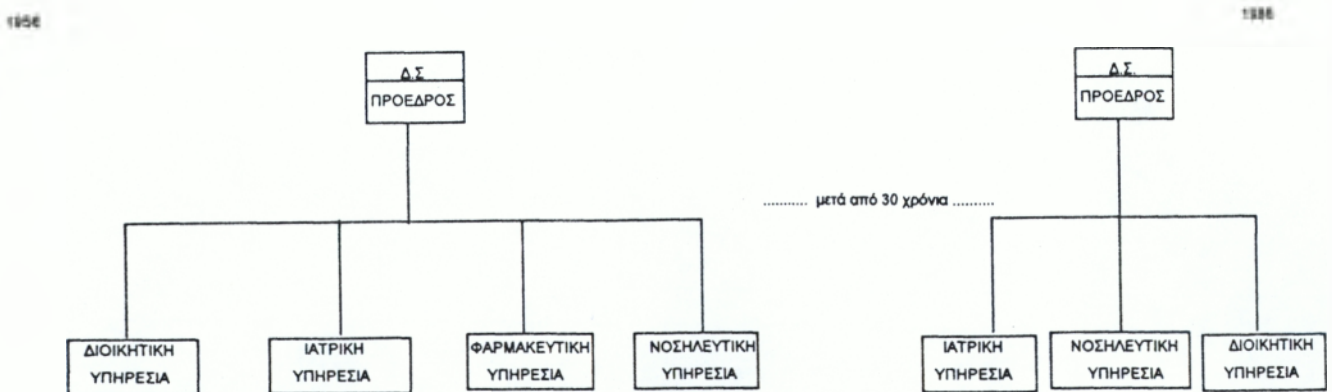 1956
1986
Δ.Σ
ΠΡΟΕΔΡΟΣ
Δ.Σ.
ΠΡΟΕΔΡΟΣ
........... μετά από 30 χρόνια ..........
ΔΙΟΙΚΗΤΙΚΗ
ΥΠΗΡΕΣΙΑ
ΙΑΤΡΙΚΗ
ΥΠΗΡΕΣΙΑ
ΦΑΡΜΑΚΕΥΤΙΚΗ
ΥΠΗΡΕΣΙΑ
ΝΟΣΗΛΕΥΤΙΚΗ
ΥΠΗΡΕΣΙΑ
ΙΑΤΡΙΚΗ
ΥΠΗΡΕΣΙΑ
ΝΟΣΗΛΕΥΤΙΚΗ
ΥΠΗΡΕΣΙΑ
ΔΙΟΙΚΗΤΙΚΗ
ΥΠΗΡΕΣΙΑ